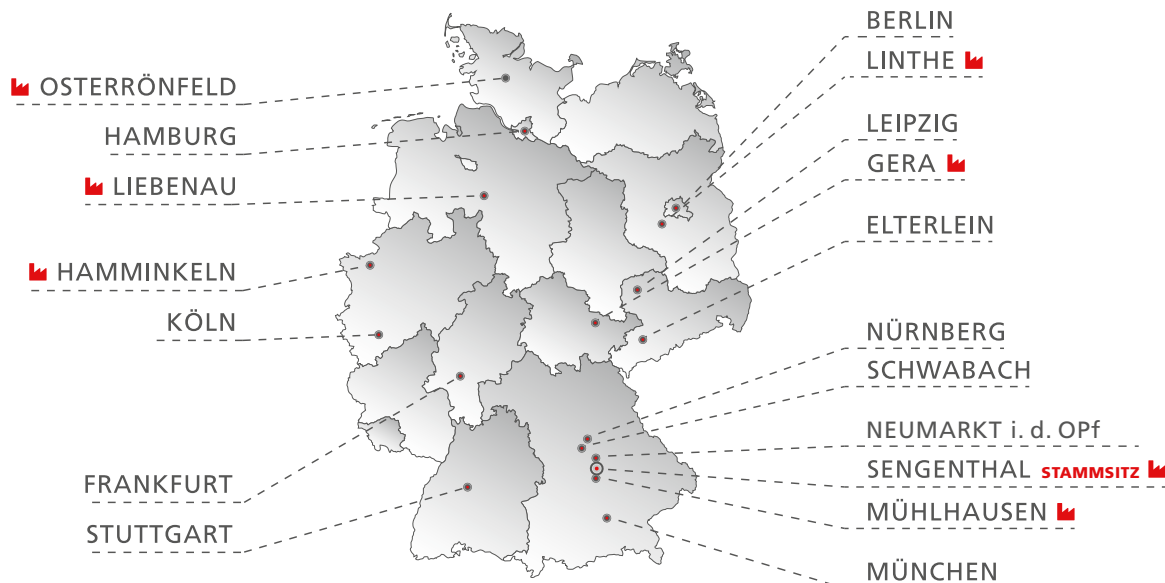 OSTERRÖNFELD
HAMBURG
LIEBENAU
HAMMINKELN
KÖLN
FRANKFURT
STUTTGART
BERLIN
LINTHE
LEIPZIG
GERA
ELTERLEIN
NÜRNBERG
SCHWABACH
NEUMARKT i. d. OPf
SENGENTHAL STAMMSITZ
MÜHLHAUSEN
MÜNCHEN